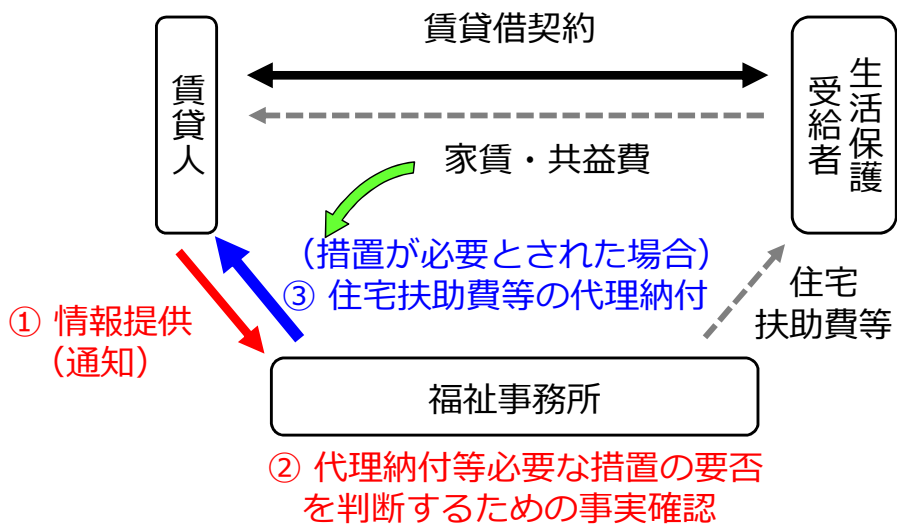 賃貸借契約
賃貸人
生活保護
受給者
家賃・共益費
(措置が必要とされた場合)
③ 住宅扶助費等の代理納付
① 情報提供
(通知)
住宅
扶助費等
福祉事務所
② 代理納付等必要な措置の要否
を判断するための事実確認